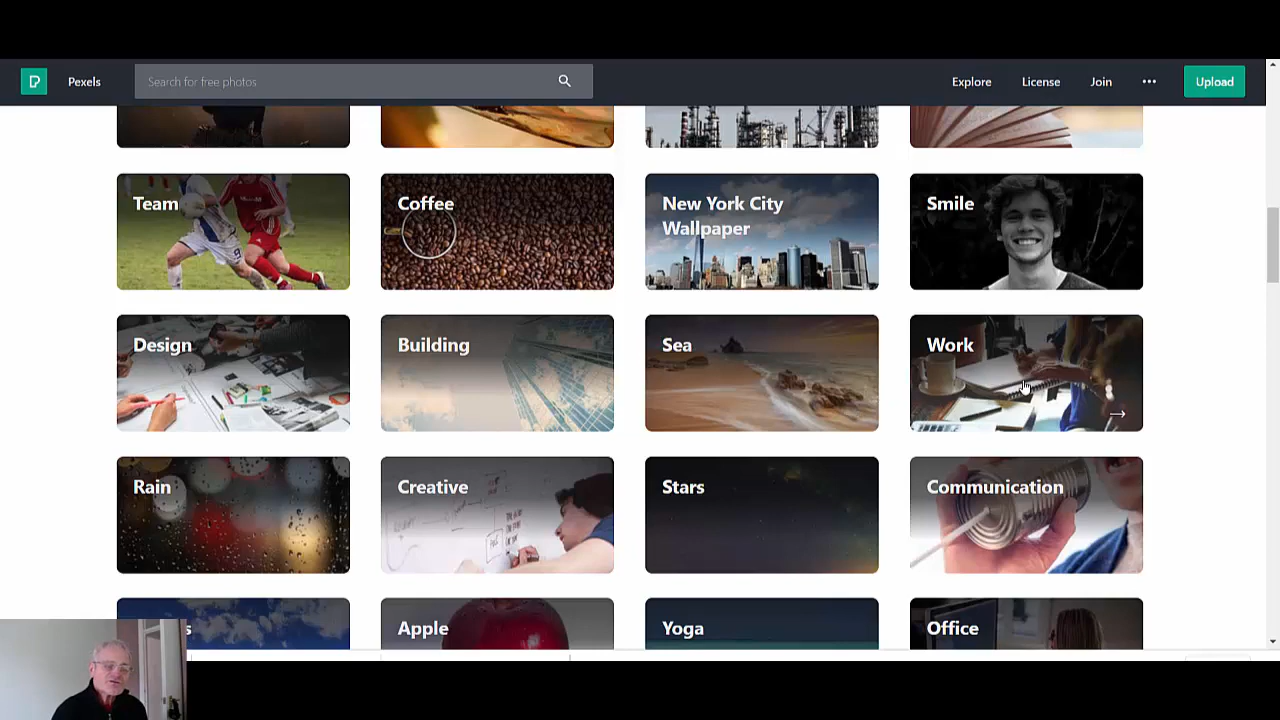 Pexels
Search for free photos
Explore
License
Join
Upload
Team
Coffee
New York City
Wallpaper
Smile
Design
Building
Sea
Work
Rain
Creative
Stars
Communication
Apple
Yoga
Office